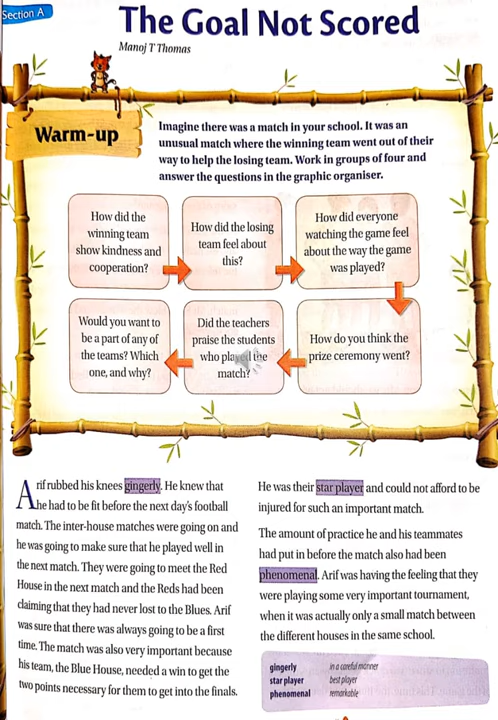 Section A
The Goal Not Scored
Manoj T Thomas
Warm-up
Imagine there was a match in your school. It was an
unusual match where the winning team went out of their
way to help the losing team. Work in groups of four and
answer the questions in the graphic organiser.
How did the
winning team
show kindness and
cooperation?
How did the losing
team feel about
this?
How did everyone
watching the game feel
about the way the game
was played?
Would you want to
be a part of any of
the teams? Which
one, and why?
Did the teachers
praise the students
who played the
match?
How do you think the
prize ceremony went?
Arif rubbed his knees gingerly. He knew that
he had to be fit before the next day's football
match. The inter-house matches were going on and
he was going to make sure that he played well in
the next match. They were going to meet the Red
House in the next match and the Reds had been
claiming that they had never lost to the Blues. Arif
was sure that there was always going to be a first
time. The match was also very important because
his team, the Blue House, needed a win to get the
two points necessary for them to get into the finals.
He was their star player and could not afford to be
injured for such an important match.
The amount of practice he and his teammates
had put in before the match also had been
phenomenal. Arif was having the feeling that they
were playing some very important tournament,
when it was actually only a small match between
the different houses in the same school.
gingerly in a careful manner
star player best player
phenomenal remarkable